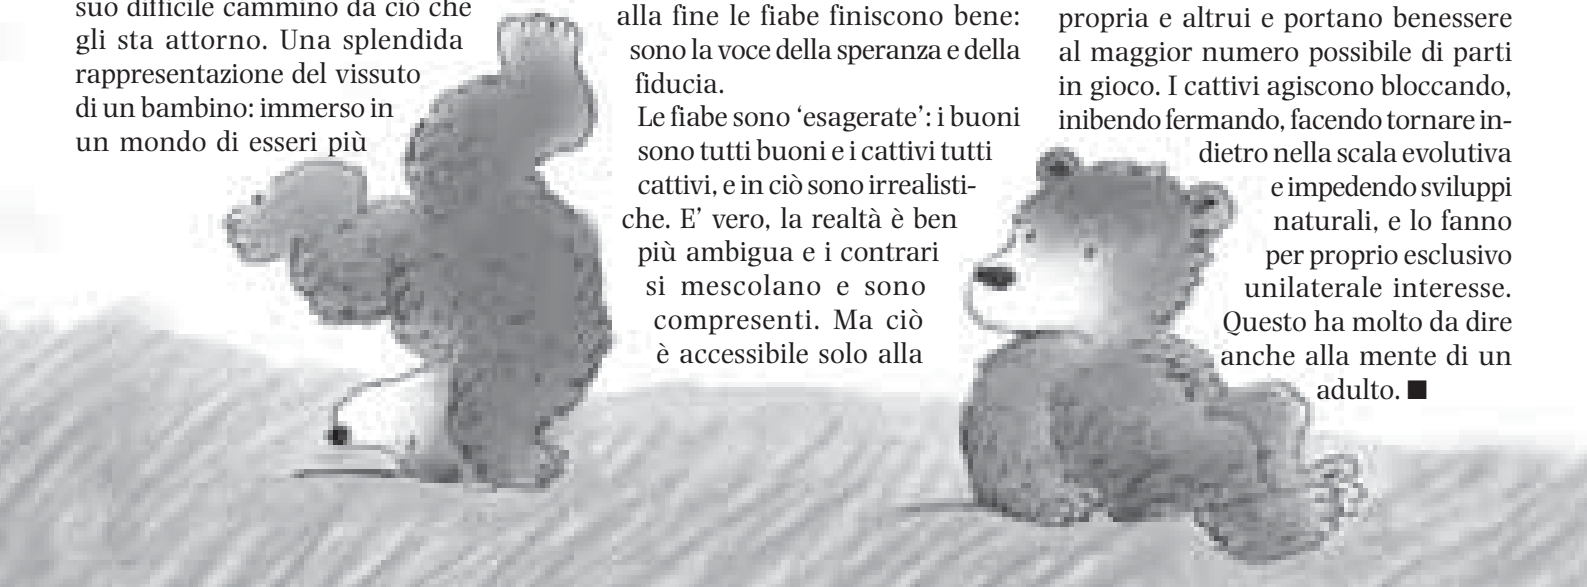 suo difficile cammino da ciò che
gli sta attorno. Una splendida
rappresentazione del vissuto
di un bambino: immerso in
un mondo di esseri più
alla fine le fiabe finiscono bene:
sono la voce della speranza e della
fiducia.
Le fiabe sono ‘esagerate’: i buoni
sono tutti buoni e i cattivi tutti
cattivi, e in ciò sono irrealisti-
che. E’ vero, la realtà è ben
più ambigua e i contrari
si mescolano e sono
compresenti. Ma ciò
è accessibile solo alla
propria e altrui e portano benessere
al maggior numero possibile di parti
in gioco. I cattivi agiscono bloccando,
inibendo fermando, facendo tornare in-
dietro nella scala evolutiva
e impedendo sviluppi
naturali, e lo fanno
per proprio esclusivo
unilaterale interesse.
Questo ha molto da dire
anche alla mente di un
adulto. ■